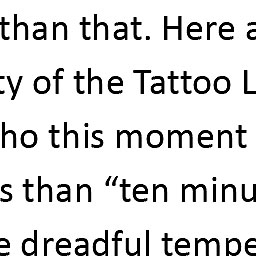 than that. Here a
ty of the Tattoo L
ho this moment
s than “ten minu
e dreadful tempe